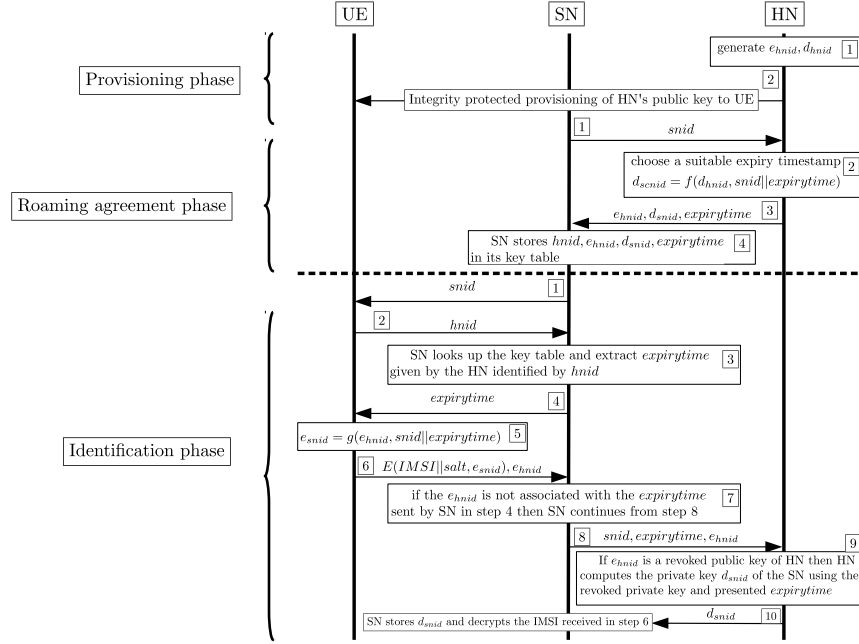 UE
SN
HN
generate e_hnid, d_hnid
1
Provisioning phase
2
Integrity protected provisioning of HN's public key to UE
1
snid
choose a suitable expiry timestamp
2
d_scnid = f(d_hnid, snid||expirytime)
Roaming agreement phase
e_hnid, d_snid, expirytime
3
SN stores hnid, e_hnid, d_snid, expirytime
4
in its key table
snid
1
2
hnid
SN looks up the key table and extract expirytime
3
given by the HN identified by hnid
expirytime
4
e_snid = g(e_hnid, snid||expirytime)
5
Identification phase
6
E(IMSI||salt, e_snid), e_hnid
if the e_hnid is not associated with the expirytime
7
sent by SN in step 4 then SN continues from step 8
8
snid, expirytime, e_hnid
9
If e_hnid is a revoked public key of HN then HN
computes the private key d_snid of the SN using the
revoked private key and presented expirytime
d_snid
10
SN stores d_snid and decrypts the IMSI received in step 6